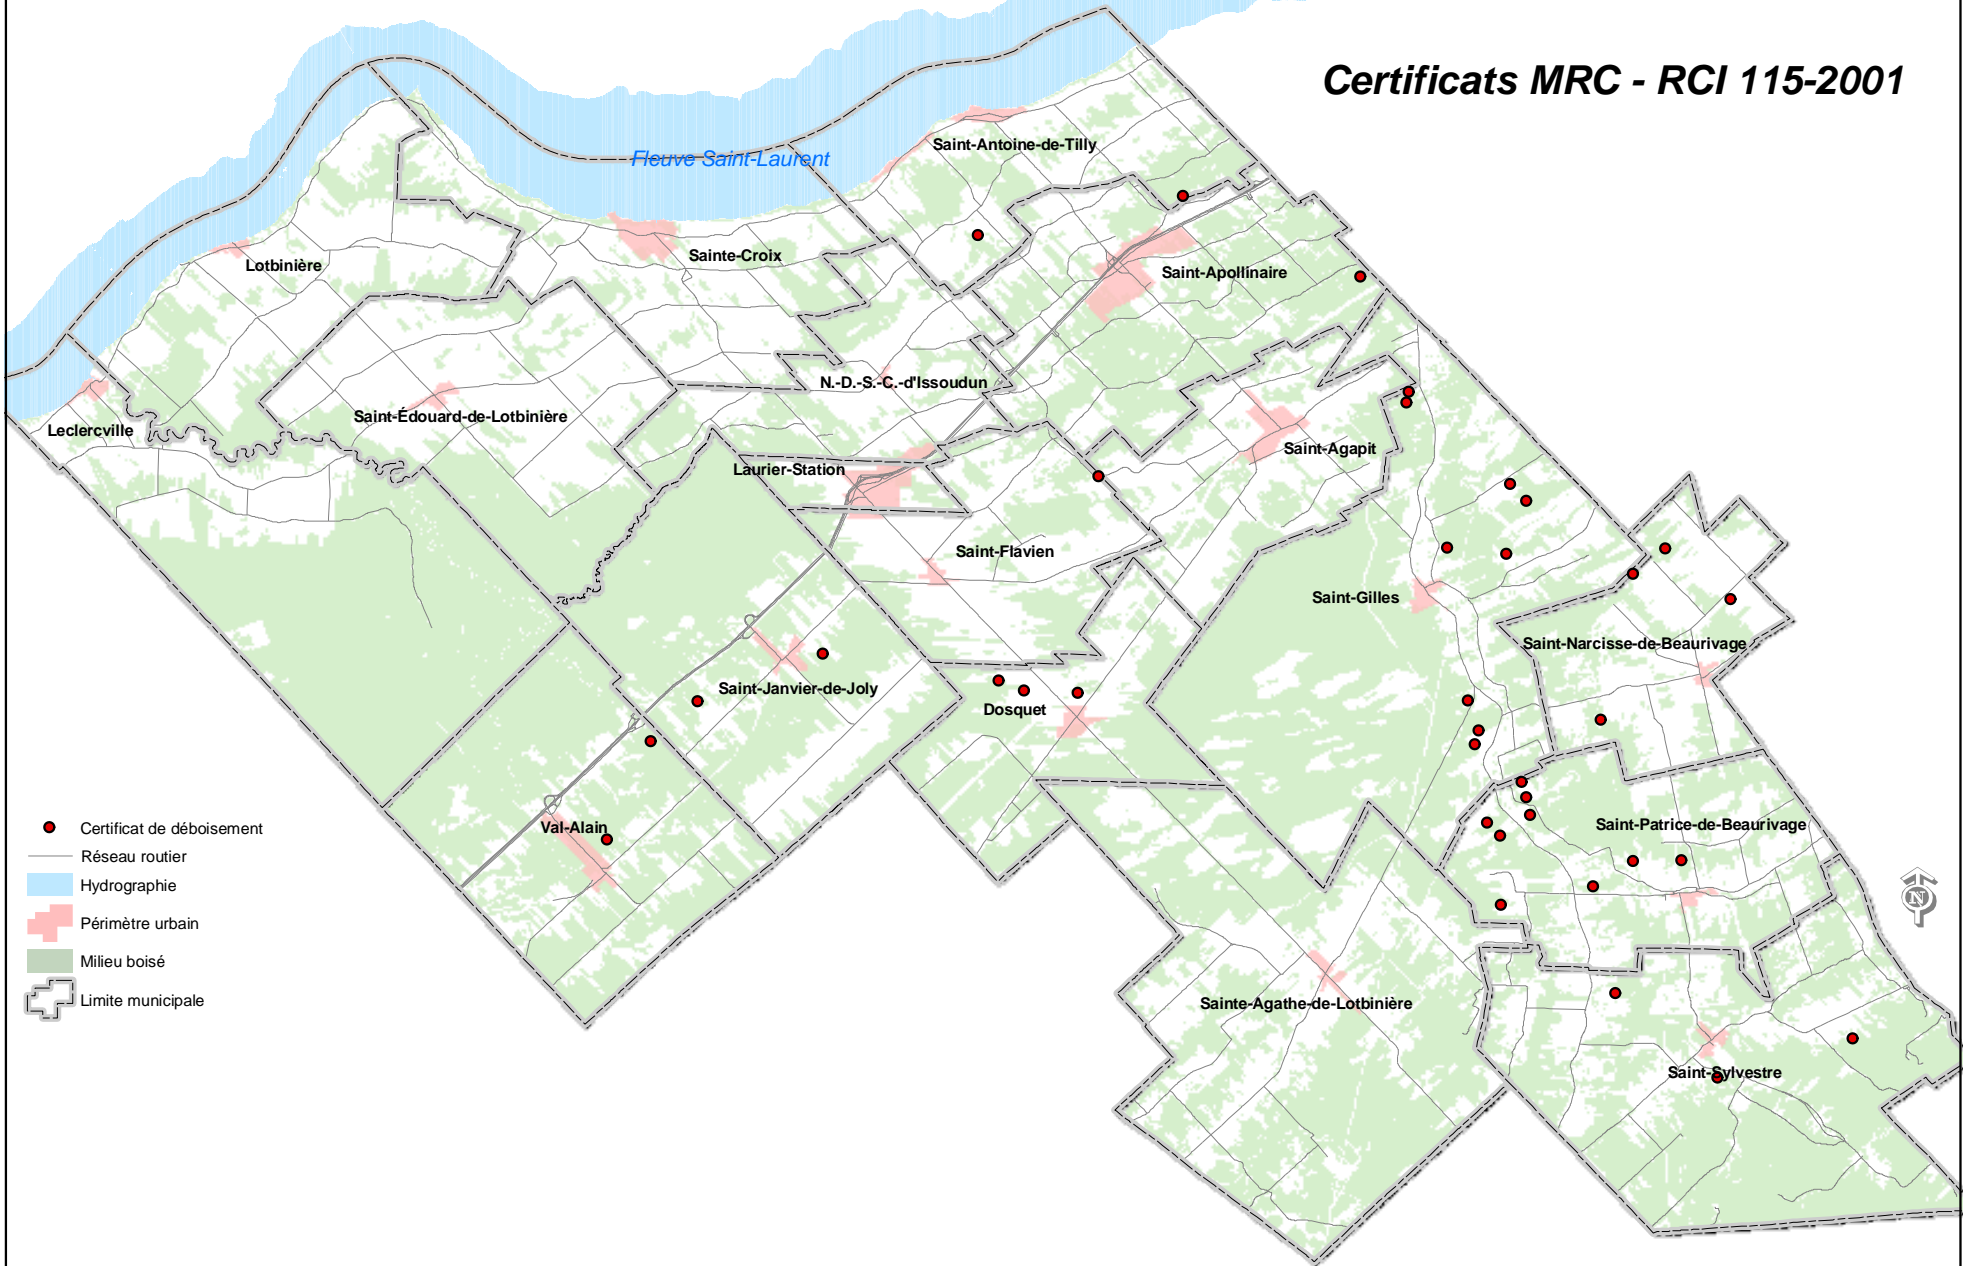 Certificats MRC - RCI 115-2001
Saint-Antoine-de-Tilly
Fleuve Saint-Laurent
Sainte-Croix
Lotbinière
Saint-Apollinaire
N.-D.-S.-C.-d'Issoudun
Saint-Édouard-de-Lotbinière
Leclercville
Saint-Agapit
Laurier-Station
Saint-Flavien
Saint-Gilles
Saint-Narcisse-de-Beaurivage
Saint-Janvier-de-Joly
Dosquet
Val-Alain
Saint-Patrice-de-Beaurivage
Sainte-Agathe-de-Lotbinière
Saint-Sylvestre
Certificat de déboisement
Réseau routier
Hydrographie
Périmètre urbain
Milieu boisé
Limite municipale
N